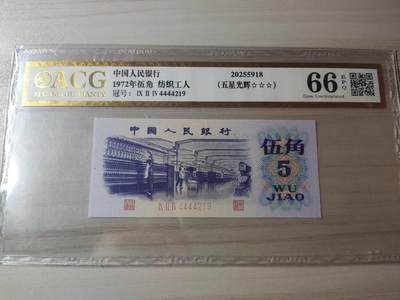 ACG
中国人民银行
1972年伍角 纺织工人
冠号: IX II IV 4444219
20255918
(五星光辉☆☆☆)
66 EPQ
Gem Uncirculated
中国人民银行
伍角
5
WU
JIAO
IX II IV 4444219